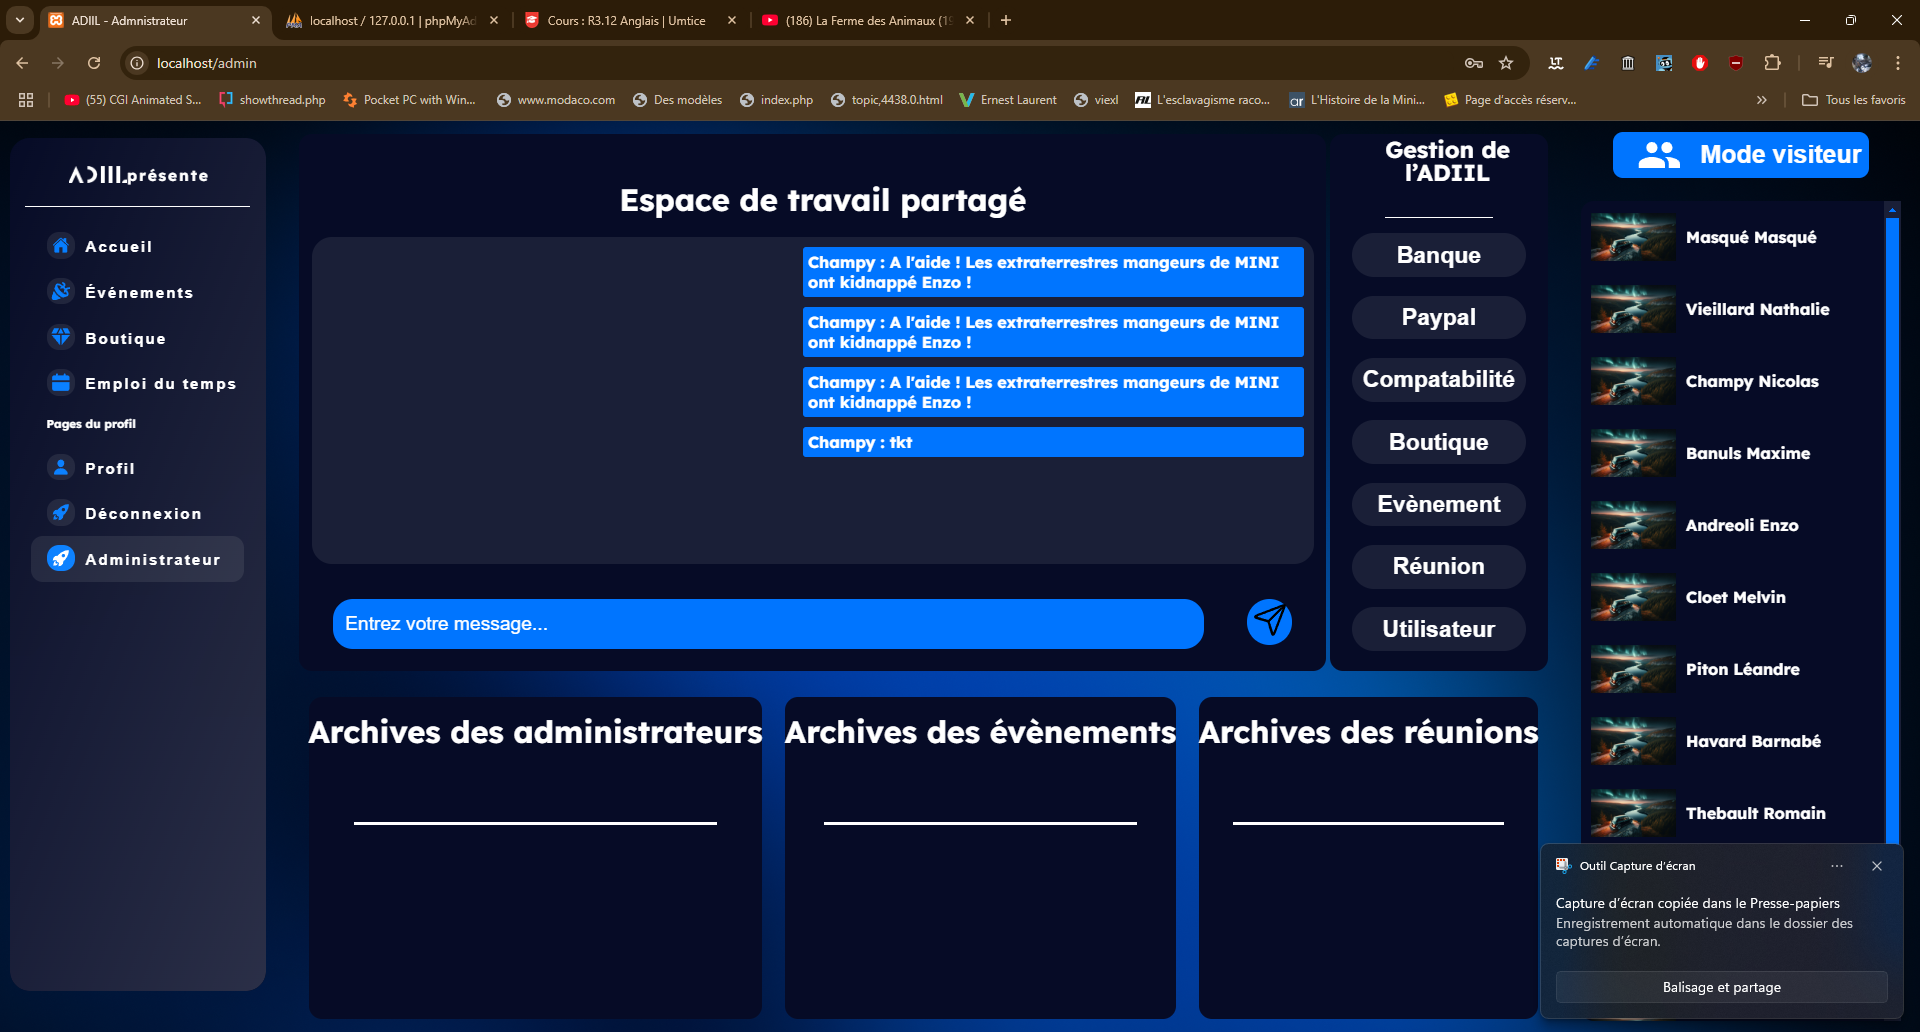 ADIIL - Admnistrateur
localhost / 127.0.0.1 | phpMyAd
Cours : R3.12 Anglais | Umtice
(186) La Ferme des Animaux (19
localhost/admin
(55) CGI Animated S...
showthread.php
Pocket PC with Win...
www.modaco.com
Des modèles
index.php
topic,4438.0.html
Ernest Laurent
viexl
L'esclavagisme raco...
L'Histoire de la Mini...
Page d'accès réserv...
Tous les favoris
ADIIL présente
Accueil
Événements
Boutique
Emploi du temps
Pages du profil
Profil
Déconnexion
Administrateur
Espace de travail partagé
Champy : A l'aide ! Les extraterrestres mangeurs de MINI
ont kidnappé Enzo !
Champy : A l'aide ! Les extraterrestres mangeurs de MINI
ont kidnappé Enzo !
Champy : A l'aide ! Les extraterrestres mangeurs de MINI
ont kidnappé Enzo !
Champy : tkt
Entrez votre message...
Gestion de
l'ADIIL
Banque
Paypal
Compatabilité
Boutique
Evènement
Réunion
Utilisateur
Mode visiteur
Masqué Masqué
Vieillard Nathalie
Champy Nicolas
Banuls Maxime
Andreoli Enzo
Cloet Melvin
Piton Léandre
Havard Barnabé
Thebault Romain
Archives des administrateurs
Archives des évènements
Archives des réunions
Outil Capture d'écran
Capture d'écran copiée dans le Presse-papiers
Enregistrement automatique dans le dossier des
captures d'écran.
Balisage et partage